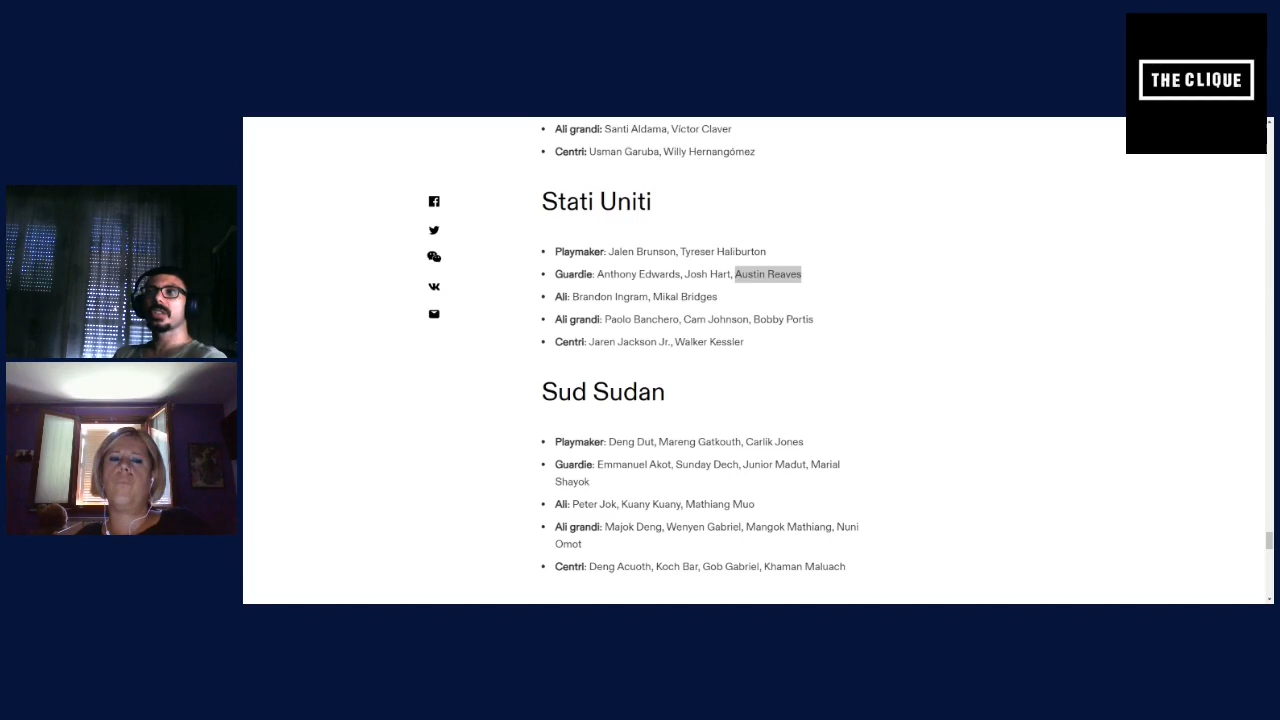 THE CLIQUE
• Ali grandi: Santi Aldama, Víctor Claver
• Centri: Usman Garuba, Willy Hernangómez
Stati Uniti
• Playmaker: Jalen Brunson, Tyreser Haliburton
• Guardie: Anthony Edwards, Josh Hart, Austin Reaves
• Ali: Brandon Ingram, Mikal Bridges
• Ali grandi: Paolo Banchero, Cam Johnson, Bobby Portis
• Centri: Jaren Jackson Jr., Walker Kessler
Sud Sudan
• Playmaker: Deng Dut, Mareng Gatkouth, Carlik Jones
• Guardie: Emmanuel Akot, Sunday Dech, Junior Madut, Marial
Shayok
• Ali: Peter Jok, Kuany Kuany, Mathiang Muo
• Ali grandi: Majok Deng, Wenyen Gabriel, Mangok Mathiang, Nuni
Omot
• Centri: Deng Acuoth, Koch Bar, Gob Gabriel, Khaman Maluach